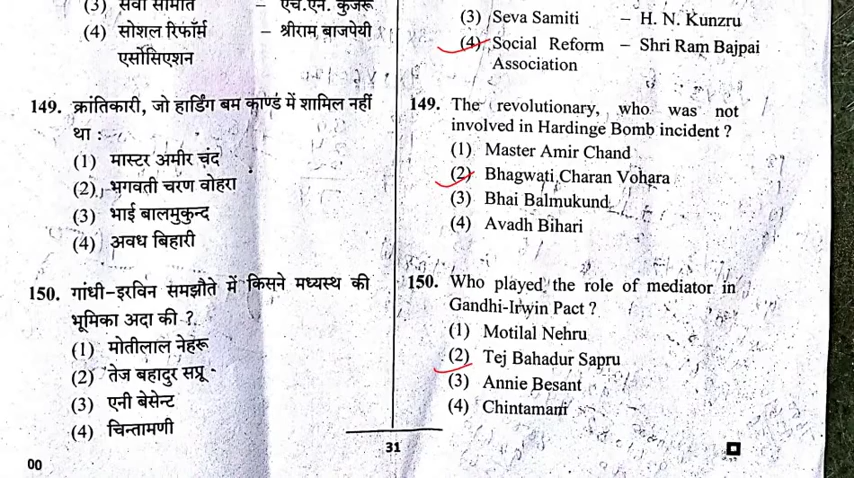 (3) सेवा समिति – एच.एन. कुंजरू
(4) सोशल रिफॉर्म – श्रीराम बाजपेयी
एसोसिएशन
149. क्रांतिकारी, जो हार्डिंग बम काण्ड में शामिल नहीं
था :
(1) मास्टर अमीर चंद
(2) भगवती चरण वोहरा
(3) भाई बालमुकुन्द
(4) अवध बिहारी
150. गांधी-इरविन समझौते में किसने मध्यस्थ की
भूमिका अदा की ?
(1) मोतीलाल नेहरू
(2) तेज बहादुर सप्रू
(3) एनी बेसेन्ट
(4) चिन्तामणी
(3) Seva Samiti – H. N. Kunzru
(4) Social Reform – Shri Ram Bajpai
Association
149. The revolutionary, who was not
involved in Hardinge Bomb incident ?
(1) Master Amir Chand
(2) Bhagwati Charan Vohara
(3) Bhai Balmukund
(4) Avadh Bihari
150. Who played the role of mediator in
Gandhi-Irwin Pact ?
(1) Motilal Nehru
(2) Tej Bahadur Sapru
(3) Annie Besant
(4) Chintamani
31
00